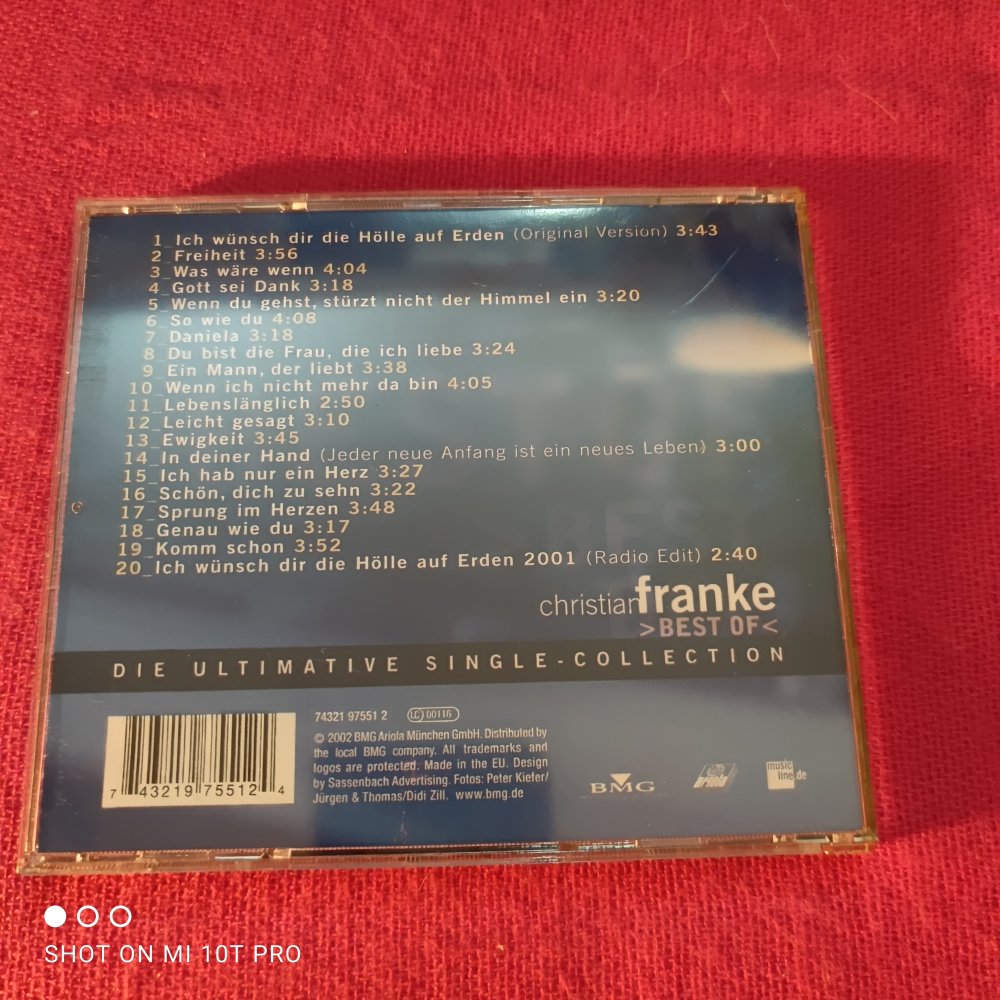 1_Ich wünsch dir die Hölle auf Erden (Original Version) 3:43
2_Freiheit 3:56
3_Was wäre wenn 4:04
4_Gott sei Dank 3:18
5_Wenn du gehst, stürzt nicht der Himmel ein 3:20
6_So wie du 4:08
7_Daniela 3:18
8_Du bist die Frau, die ich liebe 3:24
9_Ein Mann, der liebt 3:38
10_Wenn ich nicht mehr da bin 4:05
11_Lebenslänglich 2:50
12_Leicht gesagt 3:10
13_Ewigkeit 3:45
14_In deiner Hand (Jeder neue Anfang ist ein neues Leben) 3:00
15_Ich hab nur ein Herz 3:27
16_Schön, dich zu sehn 3:22
17_Sprung im Herzen 3:48
18_Genau wie du 3:17
19_Komm schon 3:52
20_Ich wünsch dir die Hölle auf Erden 2001 (Radio Edit) 2:40
christianfranke
>BEST OF<
DIE ULTIMATIVE SINGLE-COLLECTION
74321 97551 2 LC 00116
© 2002 BMG Ariola München GmbH. Distributed by
the local BMG company. All trademarks and
logos are protected. Made in the EU. Design
by Sassenbach Advertising. Fotos: Peter Kiefer/
Jürgen & Thomas/Didi Zill. www.bmg.de
7 43219 75512 4
BMG
ariola
music
line.de
SHOT ON MI 10T PRO